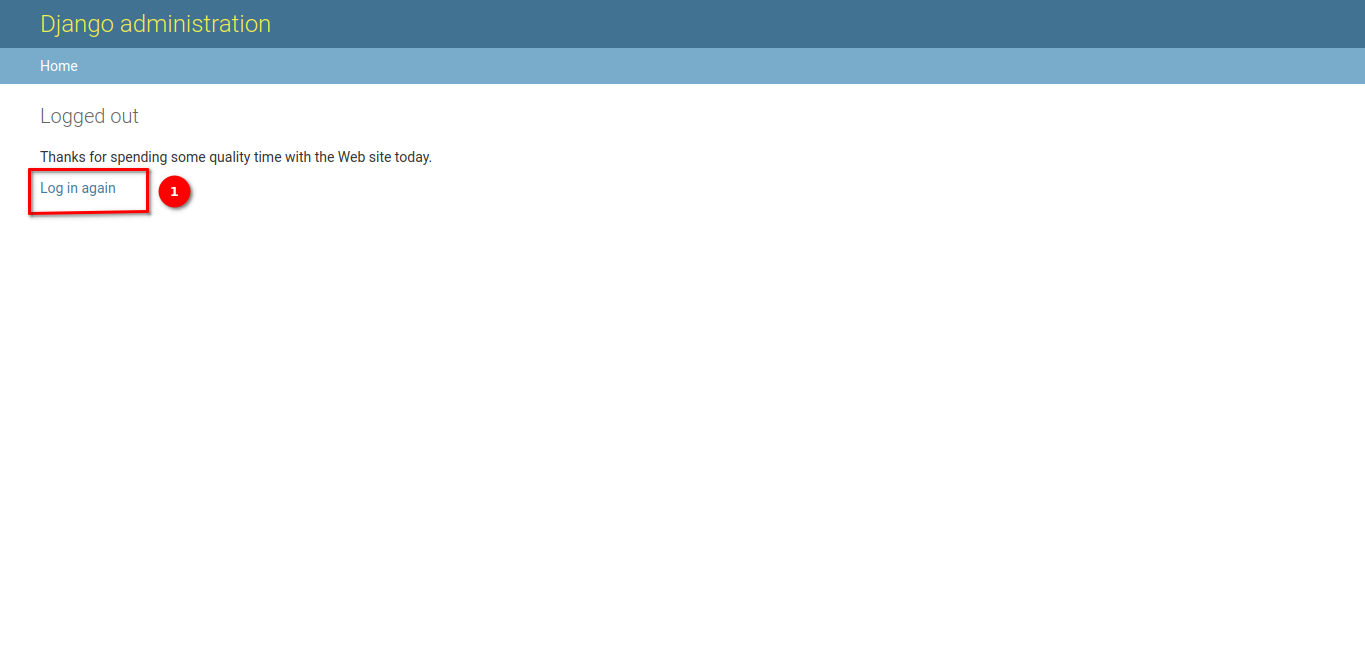 Django administration
Home
Logged out
Thanks for spending some quality time with the Web site today.
Log in again
1